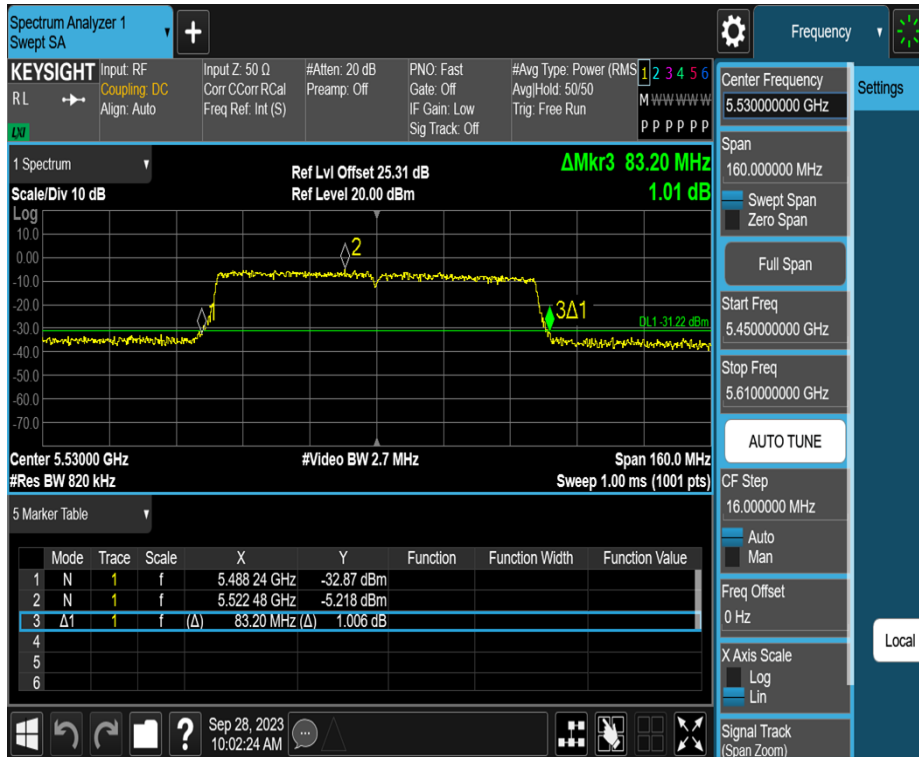 Spectrum Analyzer 1
Swept SA
+
Frequency
KEYSIGHT
RL
LXI
Input: RF
Coupling: DC
Align: Auto
Input Z: 50 Ω
Corr CCorr RCal
Freq Ref: Int (S)
#Atten: 20 dB
Preamp: Off
PNO: Fast
Gate: Off
IF Gain: Low
Sig Track: Off
#Avg Type: Power (RMS
Avg|Hold: 50/50
Trig: Free Run
1 2 3 4 5 6
M W W W W W
P P P P P P
1 Spectrum
Scale/Div 10 dB
Ref Lvl Offset 25.31 dB
Ref Level 20.00 dBm
ΔMkr3 83.20 MHz
1.01 dB
Log
10.0
0.00
-10.0
-20.0
-30.0
-40.0
-50.0
-60.0
-70.0
2
3Δ1
DL1 -31.22 dBm
Center 5.53000 GHz
#Video BW 2.7 MHz
Span 160.0 MHz
#Res BW 820 kHz
Sweep 1.00 ms (1001 pts)
5 Marker Table
Mode Trace Scale X Y Function Function Width Function Value
1 N 1 f 5.488 24 GHz -32.87 dBm
2 N 1 f 5.522 48 GHz -5.218 dBm
3 Δ1 1 f (Δ) 83.20 MHz (Δ) 1.006 dB
4
5
6
?
Sep 28, 2023
10:02:24 AM
Center Frequency
5.530000000 GHz
Span
160.000000 MHz
Swept Span
Zero Span
Full Span
Start Freq
5.450000000 GHz
Stop Freq
5.610000000 GHz
AUTO TUNE
CF Step
16.000000 MHz
Auto
Man
Freq Offset
0 Hz
X Axis Scale
Log
Lin
Signal Track
(Span Zoom)
Settings
Local